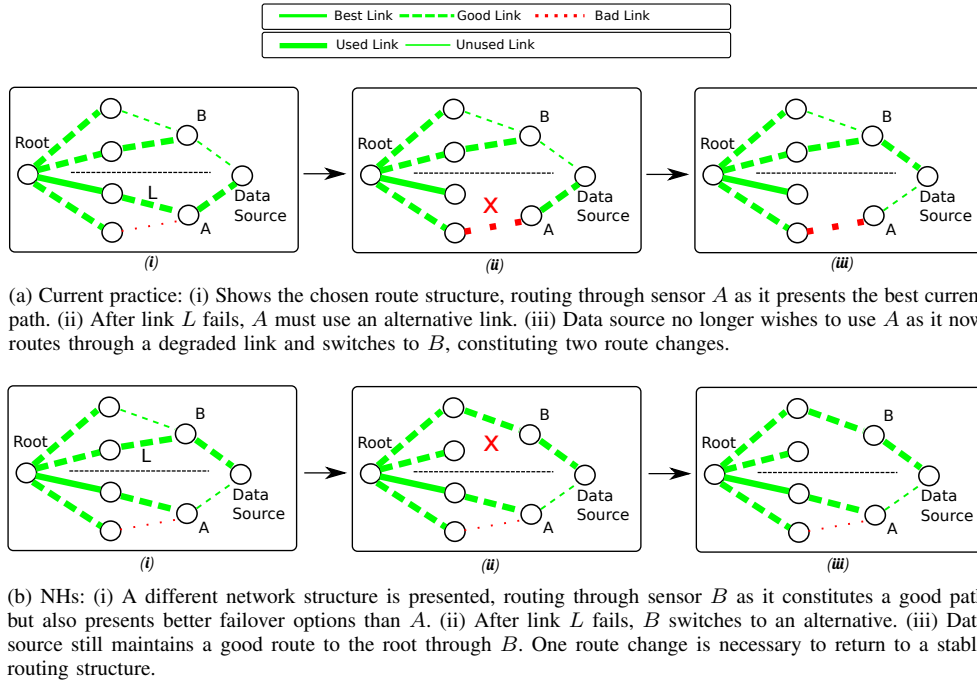 Best Link Good Link Bad Link
Used Link Unused Link
Root B L A Data Source
(i)
Root B X A Data Source
(ii)
Root B A Data Source
(iii)
(a) Current practice: (i) Shows the chosen route structure, routing through sensor A as it presents the best current
path. (ii) After link L fails, A must use an alternative link. (iii) Data source no longer wishes to use A as it now
routes through a degraded link and switches to B, constituting two route changes.
Root B L A Data Source
(i)
Root B X A Data Source
(ii)
Root B A Data Source
(iii)
(b) NHs: (i) A different network structure is presented, routing through sensor B as it constitutes a good path
but also presents better failover options than A. (ii) After link L fails, B switches to an alternative. (iii) Dat
source still maintains a good route to the root through B. One route change is necessary to return to a stabl
routing structure.